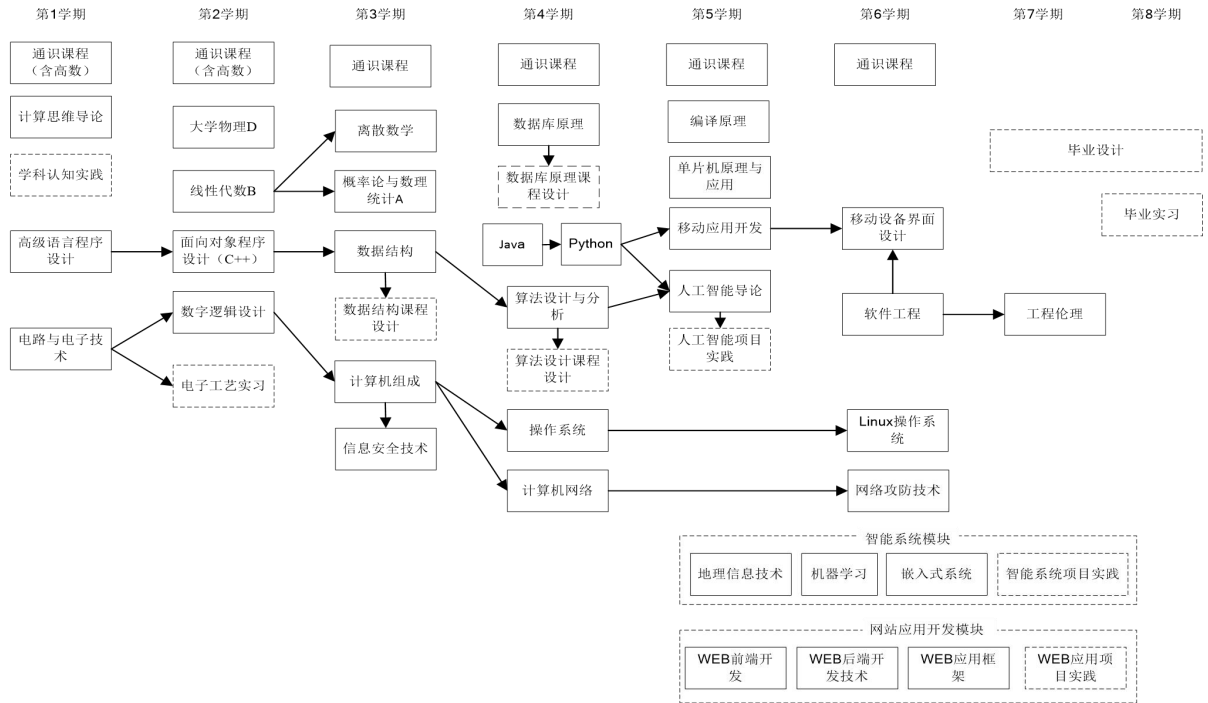 第1学期
第2学期
第3学期
第4学期
第5学期
第6学期
第7学期
第8学期
通识课程
（含高数）
通识课程
（含高数）
通识课程
通识课程
通识课程
通识课程
计算思维导论
大学物理D
离散数学
数据库原理
编译原理
毕业设计
学科认知实践
线性代数B
概率论与数理
统计A
数据库原理课
程设计
单片机原理与
应用
毕业实习
高级语言程序
设计
面向对象程序
设计（C++）
数据结构
Java
Python
移动应用开发
移动设备界面
设计
数字逻辑设计
数据结构课程
设计
算法设计与分
析
人工智能导论
软件工程
工程伦理
电路与电子技
术
电子工艺实习
计算机组成
算法设计课程
设计
人工智能项目
实践
信息安全技术
操作系统
Linux操作系
统
计算机网络
网络攻防技术
智能系统模块
地理信息技术
机器学习
嵌入式系统
智能系统项目实践
网站应用开发模块
WEB前端开
发
WEB后端开
发技术
WEB应用框
架
WEB应用项
目实践